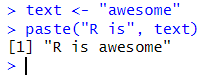 > text <- "awesome"
> paste("R is", text)
[1] "R is awesome"
>